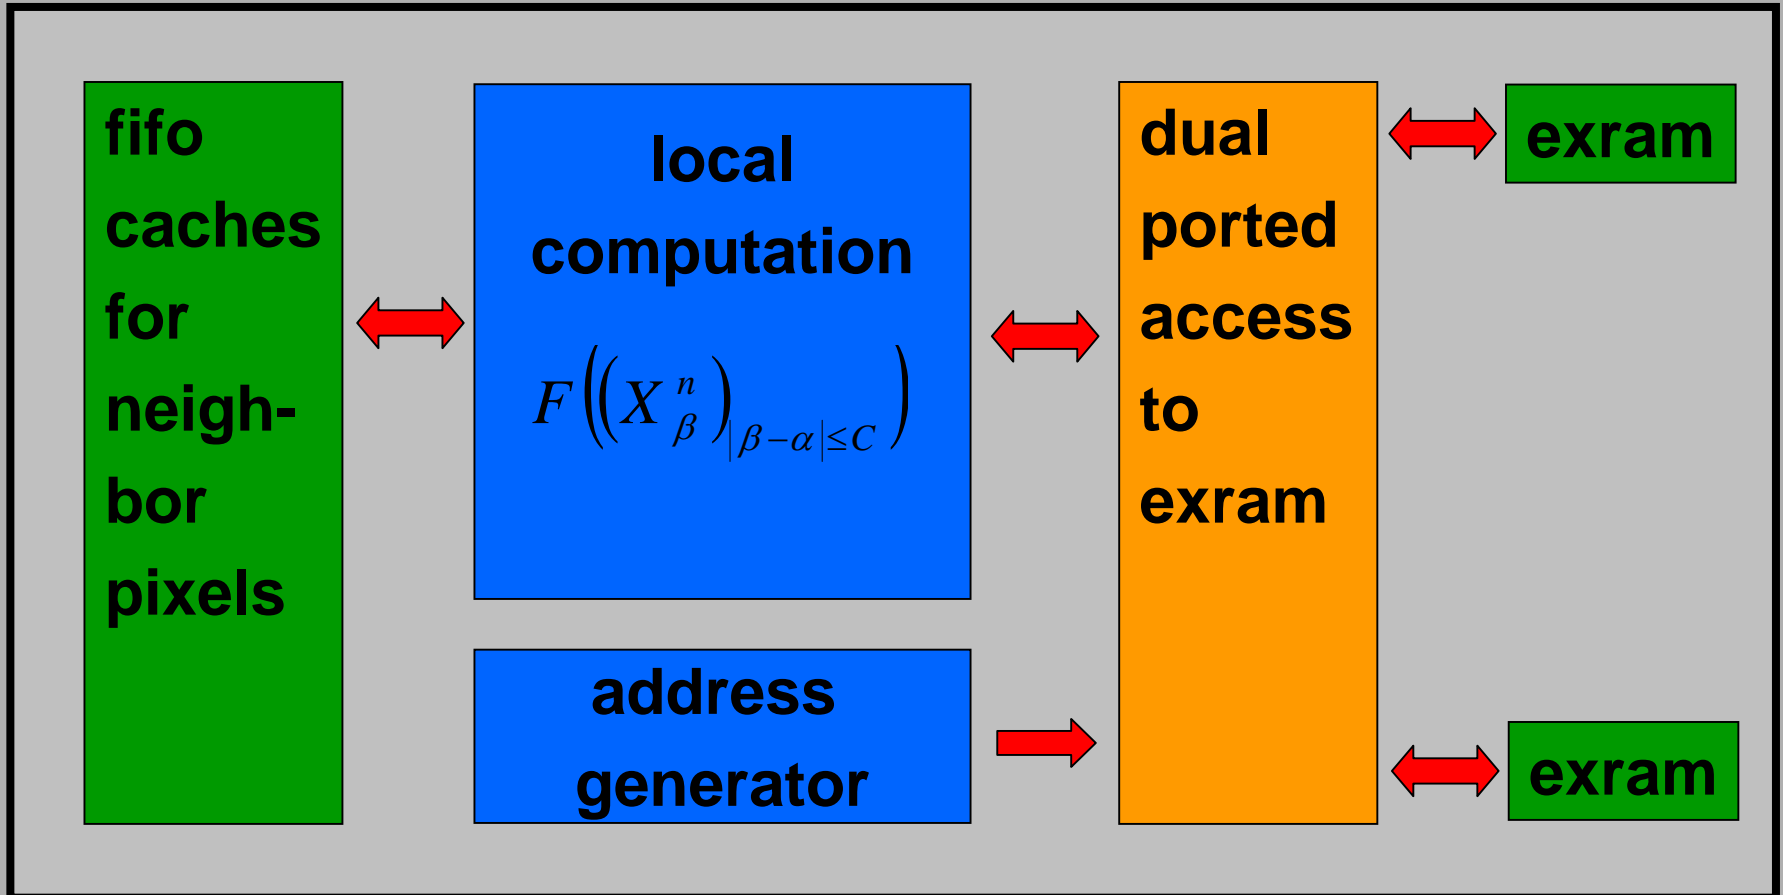 fifo
caches
for
neigh-
bor
pixels
local
computation
F((X^n_β)_{|β−α|≤C})
address
generator
dual
ported
access
to
exram
exram
exram